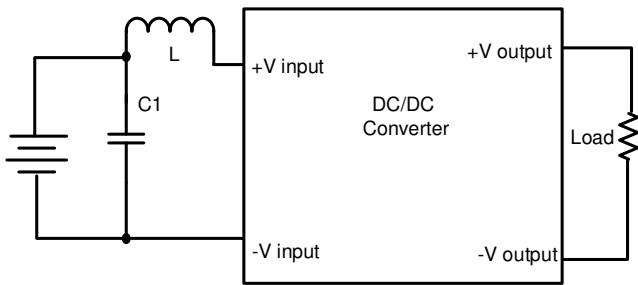 L
+V input
+V output
C1
DC/DC
Converter
Load
-V input
-V output